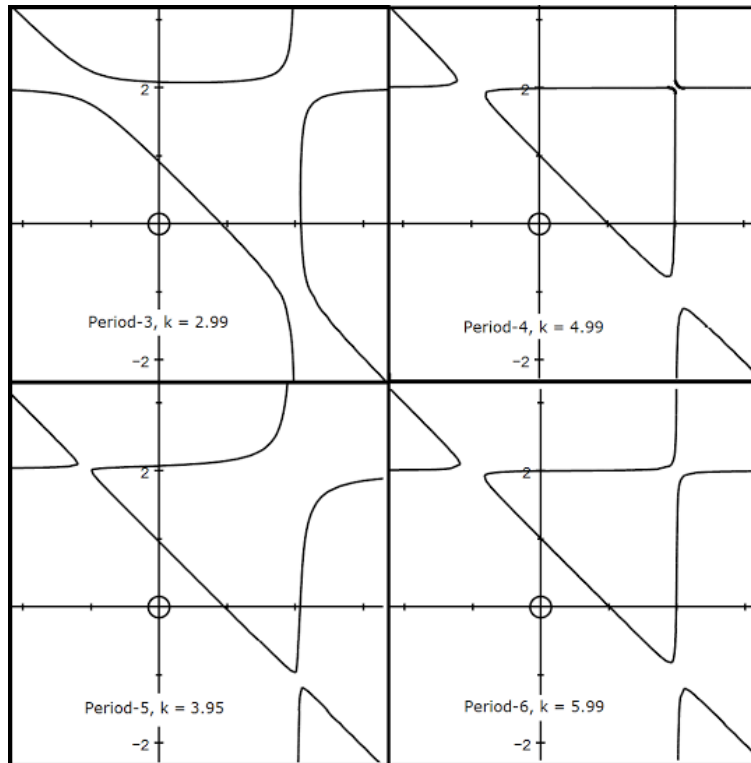 2
2
Period-3, k = 2.99
Period-4, k = 4.99
-2
-2
2
2
Period-5, k = 3.95
Period-6, k = 5.99
-2
-2